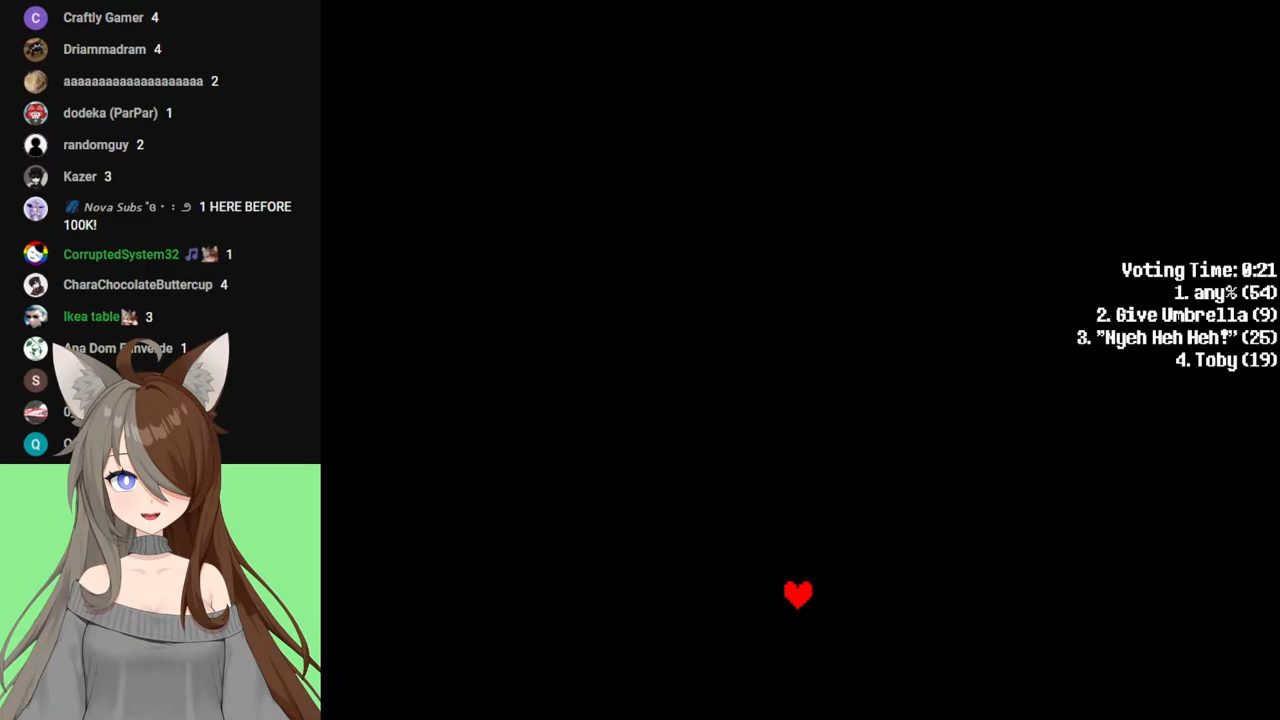 C
Craftly Gamer 4
Driammadram 4
aaaaaaaaaaaaaaaaaaaa 2
dodeka (ParPar) 1
randomguy 2
Kazer 3
Nova Subs 1 HERE BEFORE
100K!
CorruptedSystem32 1
CharaChocolateButtercup 4
Ikea table 3
1
S
Q
Voting Time: 0:21
1. any% (54)
2. Give Umbrella (9)
3. "Nyeh Heh Heh!" (25)
4. Toby (19)